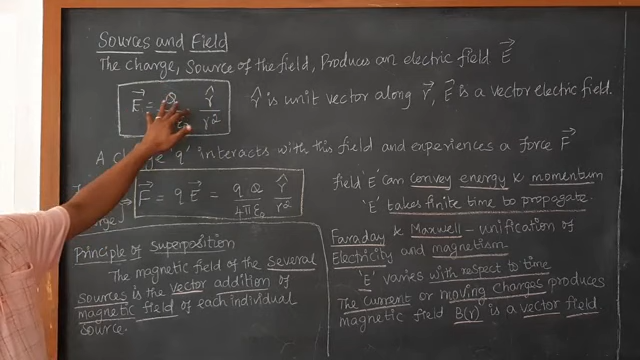 Sources and Field
The charge, Source of the field, Produces an electric field E⃗
E⃗ = Q r̂ / r²
r̂ is unit vector along r⃗, E⃗ is a vector electric field.
A charge 'q' interacts with this field and experiences a force F⃗
F⃗ = q E⃗ = q Q / 4πε₀ r̂ / r²
Principle of Superposition
The magnetic field of the several
sources is the vector addition of
magnetic field of each individual
source.
field 'E' can convey energy & momentum
'E' takes finite time to propagate.
Faraday & Maxwell - unification of
Electricity and magnetism
'E' varies with respect to time
The current or moving charges produces
magnetic field B(r) is a vector field.